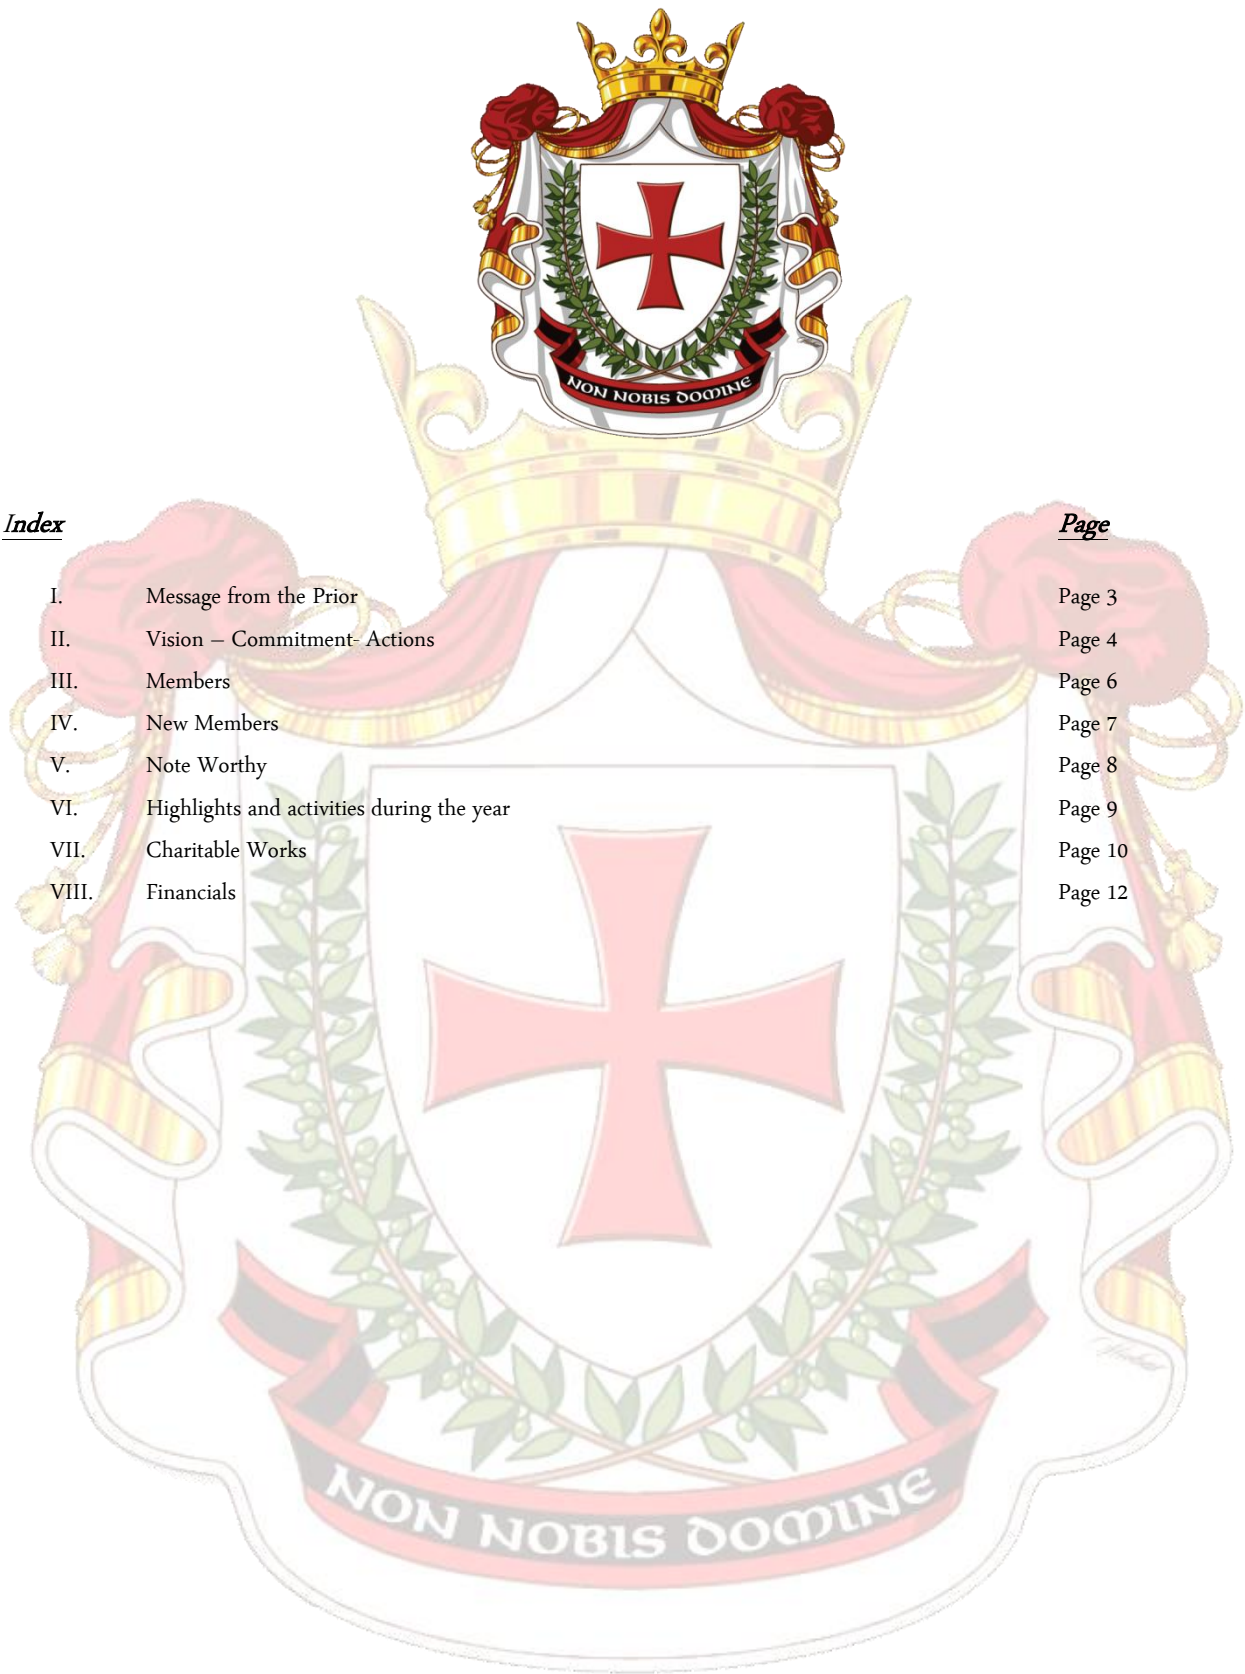 NON NOBIS DOMINE
Index Page
I. Message from the Prior Page 3
II. Vision – Commitment- Actions Page 4
III. Members Page 6
IV. New Members Page 7
V. Note Worthy Page 8
VI. Highlights and activities during the year Page 9
VII. Charitable Works Page 10
VIII. Financials Page 12
NON NOBIS DOMINE